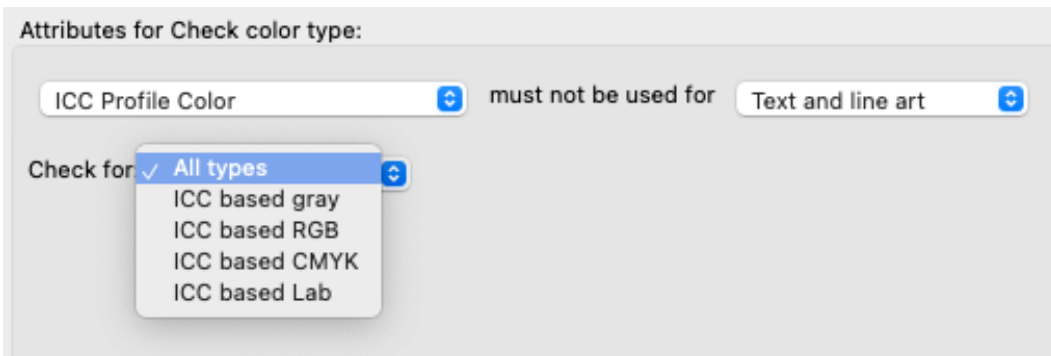 Attributes for Check color type:
ICC Profile Color must not be used for Text and line art
Check for: ✓ All types
ICC based gray
ICC based RGB
ICC based CMYK
ICC based Lab